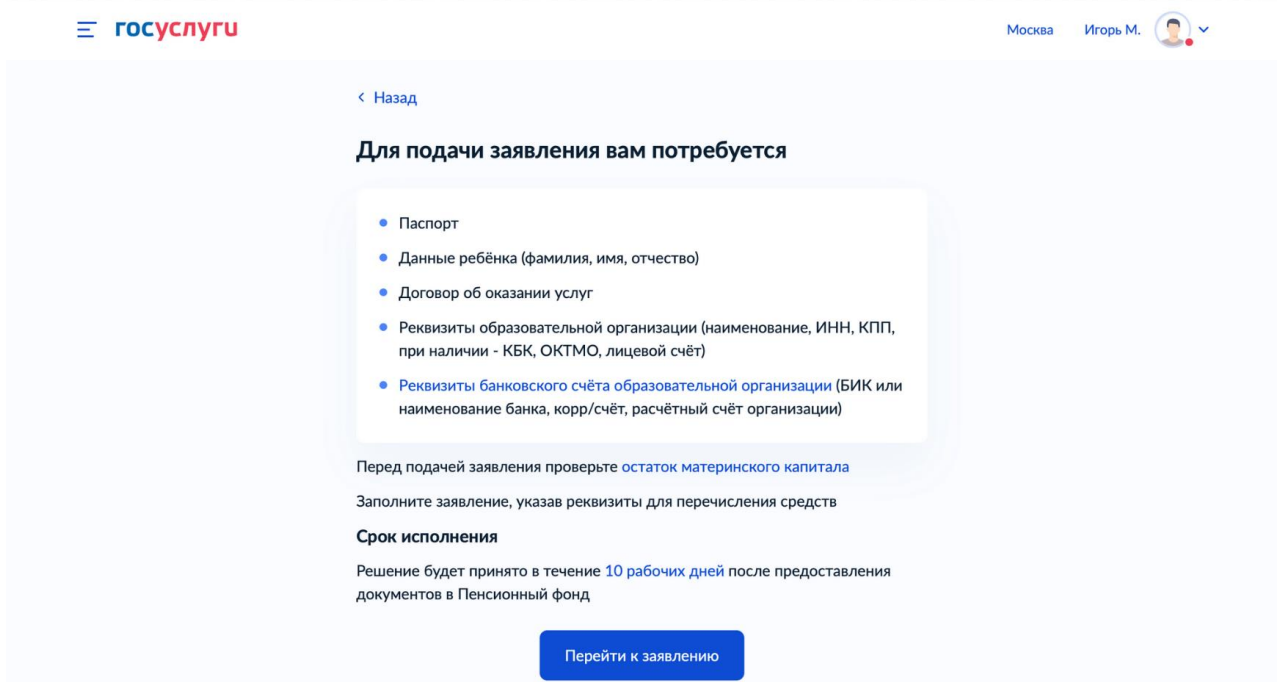 госуслуги
Москва
Игорь М.
Назад
Для подачи заявления вам потребуется
Паспорт
Данные ребёнка (фамилия, имя, отчество)
Договор об оказании услуг
Реквизиты образовательной организации (наименование, ИНН, КПП,
при наличии - КБК, ОКТМО, лицевой счёт)
Реквизиты банковского счёта образовательной организации (БИК или
наименование банка, корр/счёт, расчётный счёт организации)
Перед подачей заявления проверьте остаток материнского капитала
Заполните заявление, указав реквизиты для перечисления средств
Срок исполнения
Решение будет принято в течение 10 рабочих дней после предоставления
документов в Пенсионный фонд
Перейти к заявлению